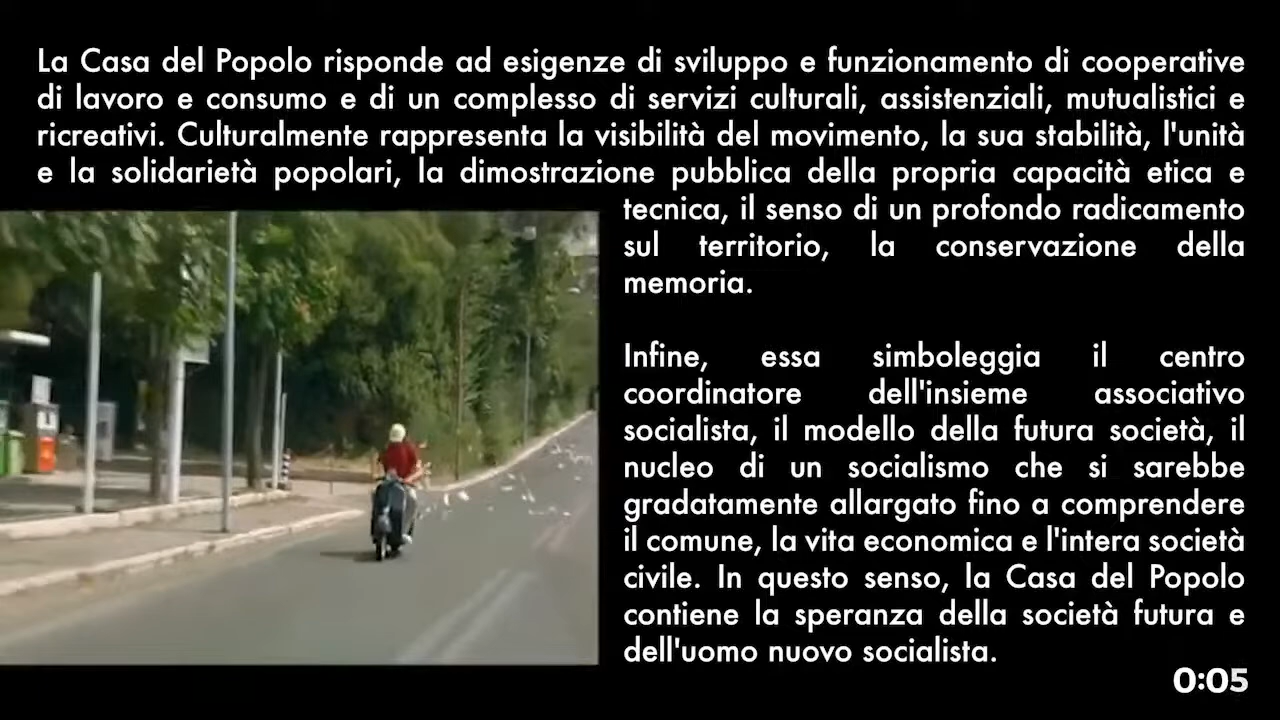 La Casa del Popolo risponde ad esigenze di sviluppo e funzionamento di cooperative
di lavoro e consumo e di un complesso di servizi culturali, assistenziali, mutualistici e
ricreativi. Culturalmente rappresenta la visibilità del movimento, la sua stabilità, l'unità
e la solidarietà popolari, la dimostrazione pubblica della propria capacità etica e
tecnica, il senso di un profondo radicamento
sul territorio, la conservazione della
memoria.
Infine, essa simboleggia il centro
coordinatore dell'insieme associativo
socialista, il modello della futura società, il
nucleo di un socialismo che si sarebbe
gradatamente allargato fino a comprendere
il comune, la vita economica e l'intera società
civile. In questo senso, la Casa del Popolo
contiene la speranza della società futura e
dell'uomo nuovo socialista.
0:05